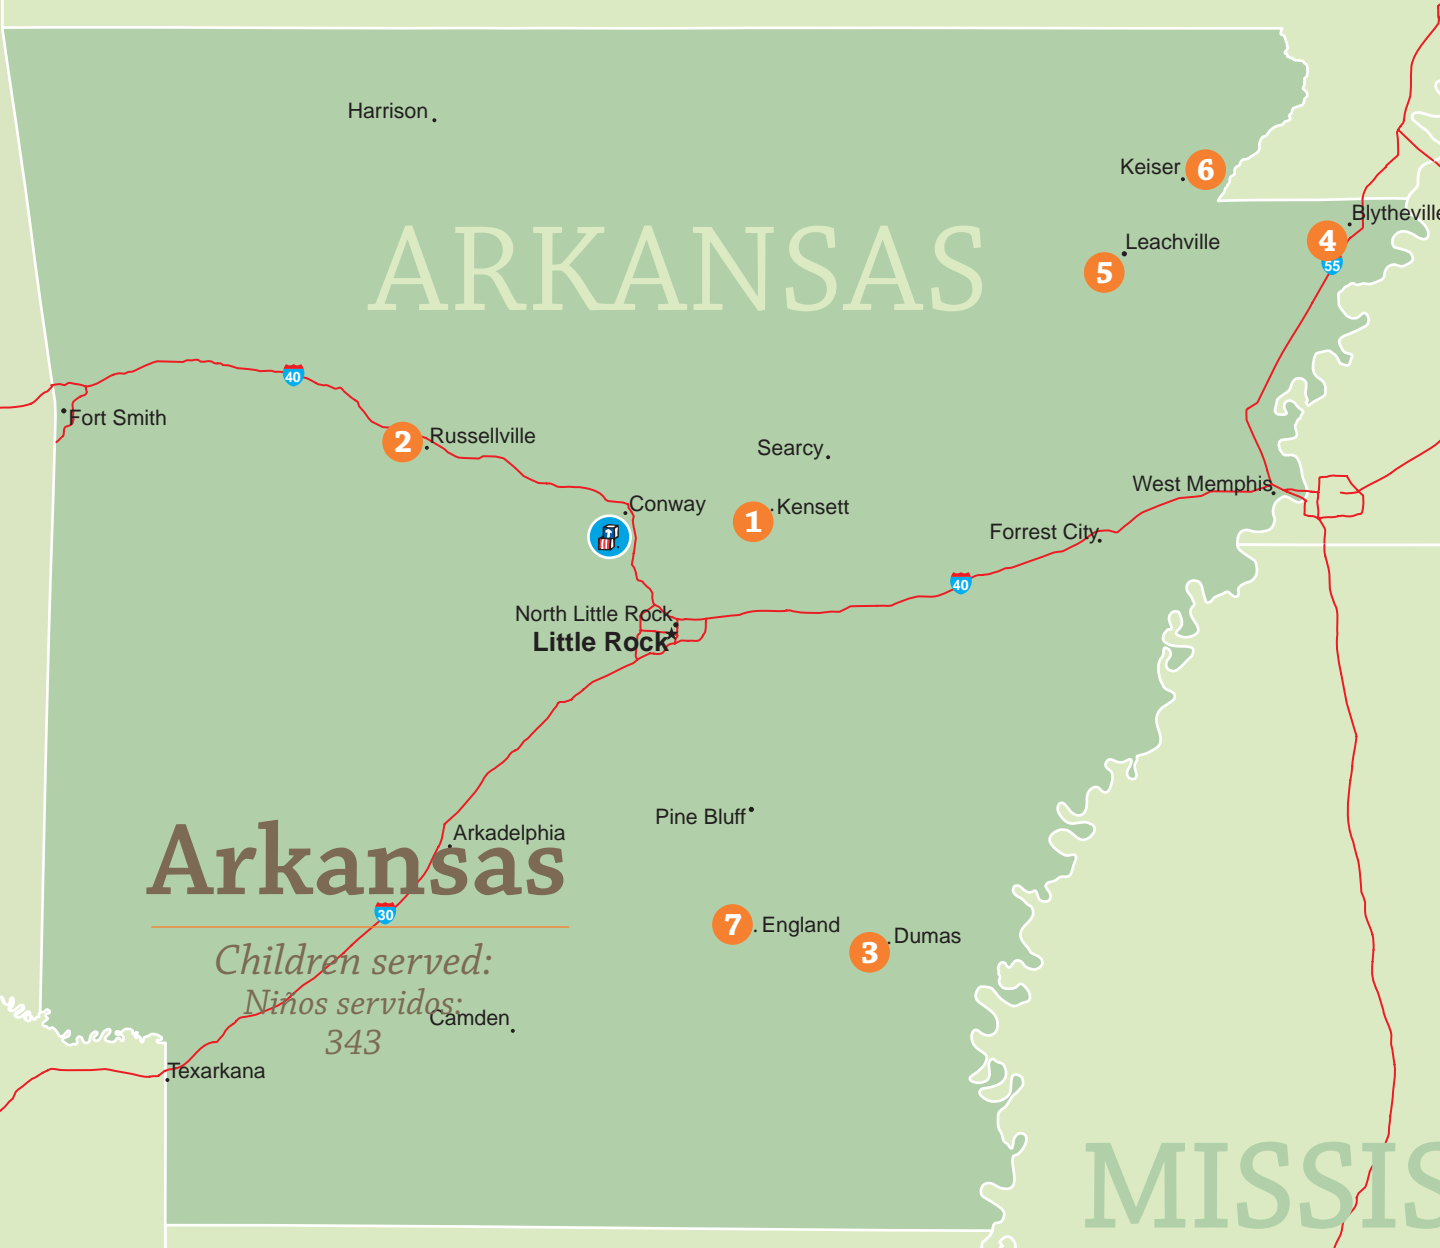 Harrison
Keiser
6
Blytheville
ARKANSAS
4
Leachville
55
5
40
Fort Smith
2
Russellville
Searcy
West Memphis
Conway
1
Kensett
Forrest City
40
North Little Rock
Little Rock
Pine Bluff
Arkadelphia
Arkansas
30
7
England
3
Dumas
Children served:
Niños servidos:
Camden
343
Texarkana
MISSIS